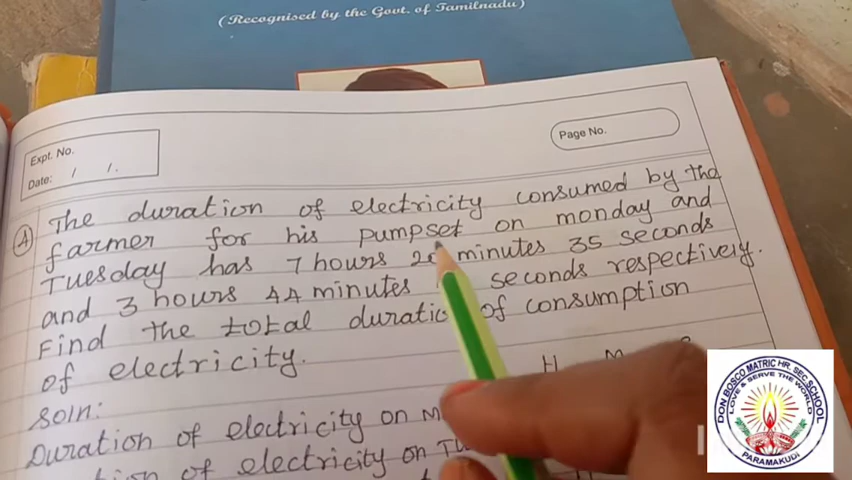 (Recognised by the Govt. of Tamilnadu)
Expt. No.
Date: / /.
Page No.
4 The duration of electricity consumed by the
farmer for his pumpset on monday and
Tuesday has 7 hours minutes 35 seconds
and 3 hours 44 minutes seconds respectively.
Find the total duration of consumption
of electricity.
Soln:
H M
Duration of electricity on M
of electricity on
DON BOSCO MATRIC HR. SEC SCHOOL
LOVE & SERVE THE WORLD
PARAMAKUDI